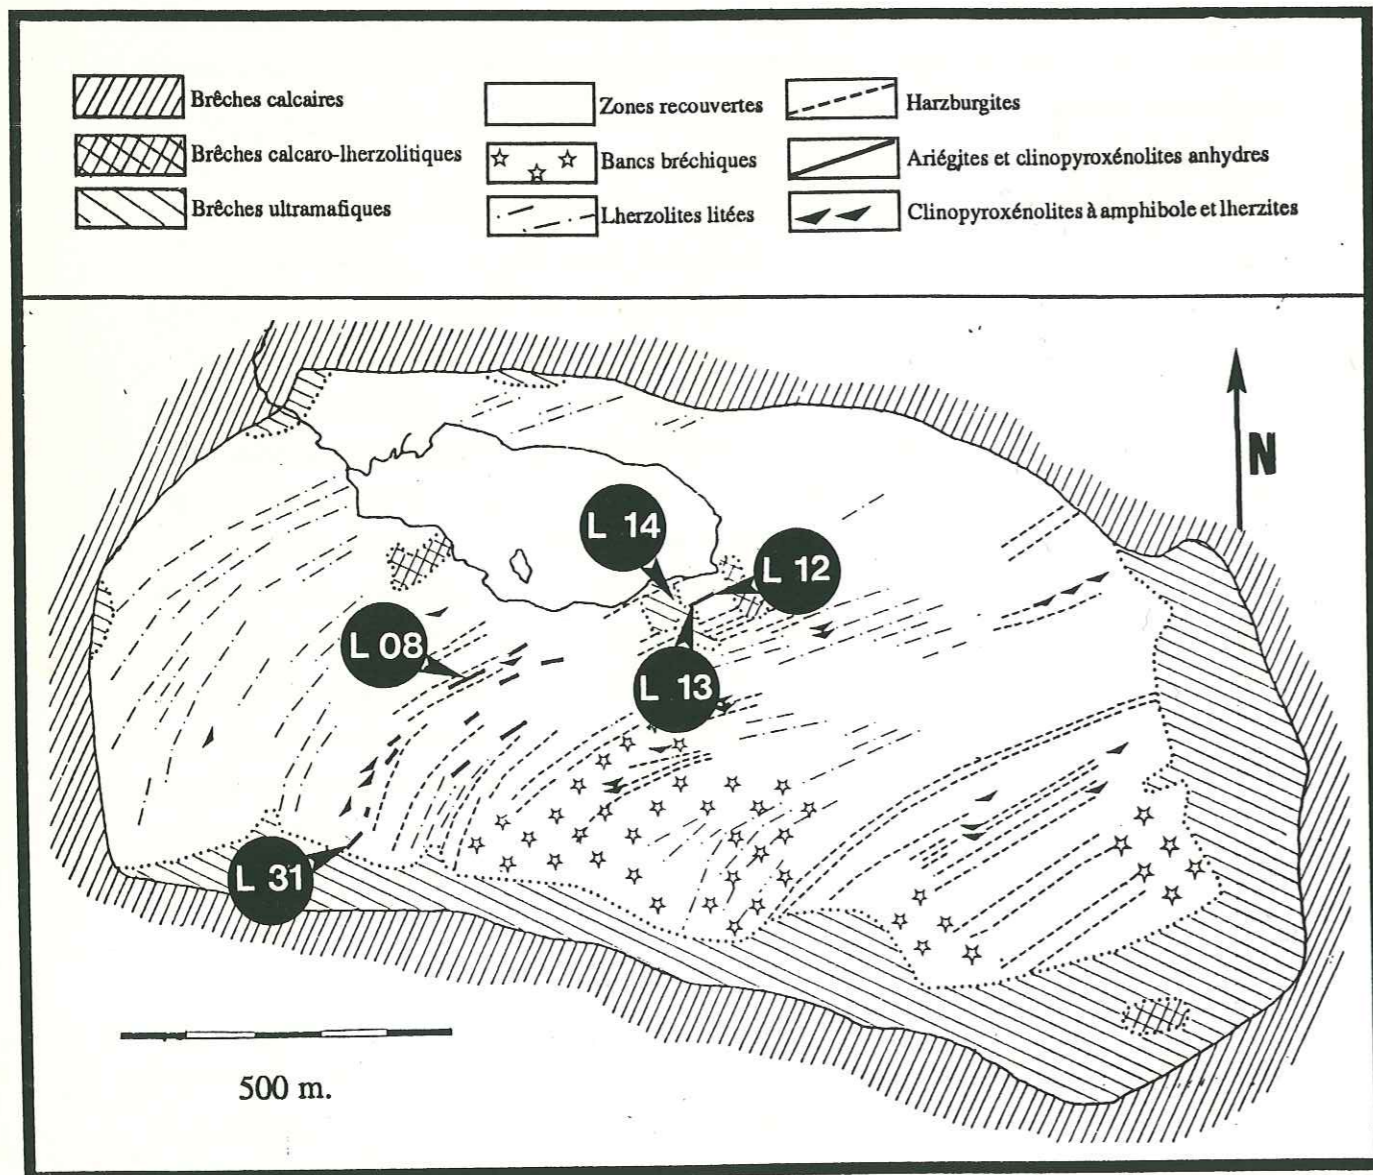 Brêches calcaires
Brêches calcaro-lherzolitiques
Brêches ultramafiques
Zones recouvertes
Bancs bréchiques
Lherzolites litées
Harzburgites
Ariégites et clinopyroxénolites anhydres
Clinopyroxénolites à amphibole et lherzites
N
L 14
L 12
L 08
L 13
L 31
500 m.